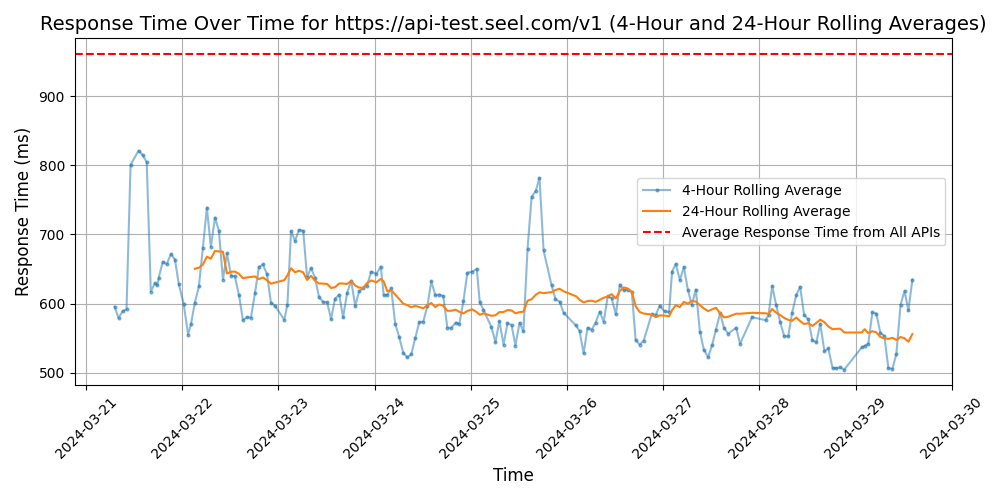 Response Time Over Time for https://api-test.seel.com/v1 (4-Hour and 24-Hour Rolling Averages)
Response Time (ms)
900
800
700
600
500
4-Hour Rolling Average
24-Hour Rolling Average
Average Response Time from All APIs
2024-03-21
2024-03-22
2024-03-23
2024-03-24
2024-03-25
2024-03-26
2024-03-27
2024-03-28
2024-03-29
2024-03-30
Time